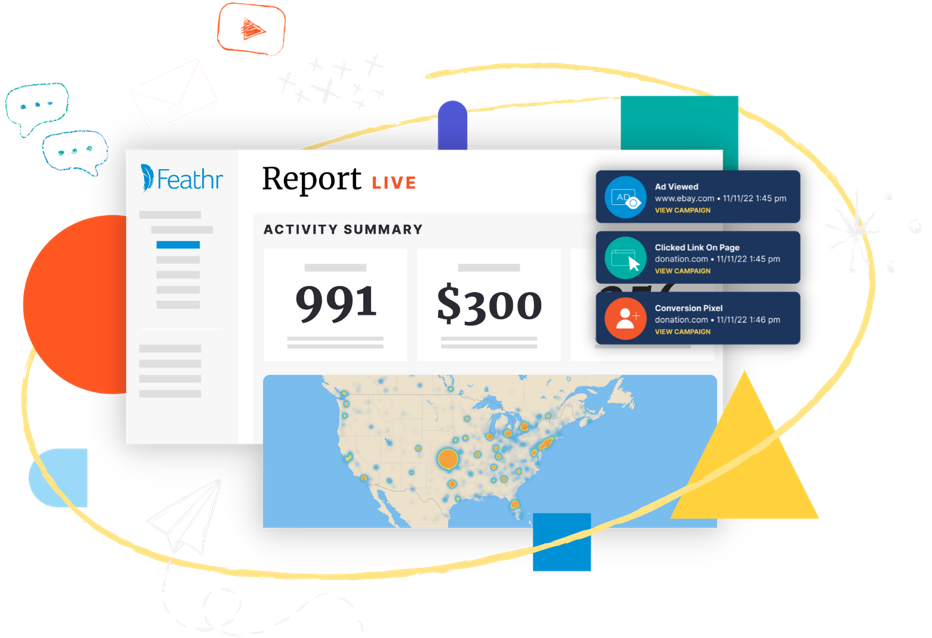 Feathr
Report LIVE
ACTIVITY SUMMARY
991
$300
AD
Ad Viewed
www.ebay.com • 11/11/22 1:45 pm
VIEW CAMPAIGN
Clicked Link On Page
donation.com • 11/11/22 1:45 pm
VIEW CAMPAIGN
Conversion Pixel
donation.com • 11/11/22 1:46 pm
VIEW CAMPAIGN